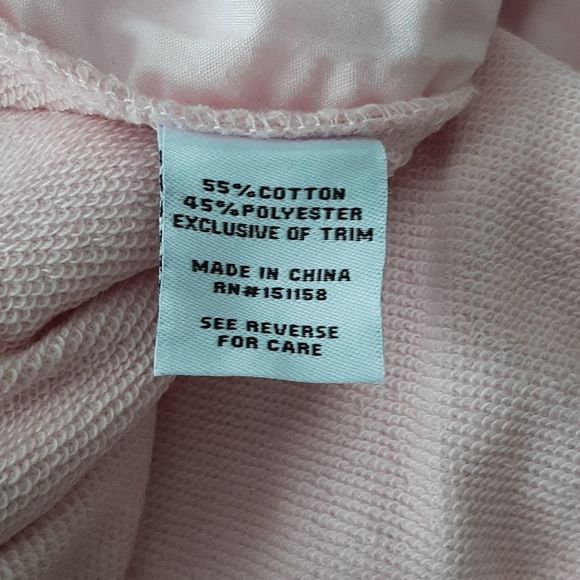 55% COTTON
45% POLYESTER
EXCLUSIVE OF TRIM
MADE IN CHINA
RN#151158
SEE REVERSE
FOR CARE